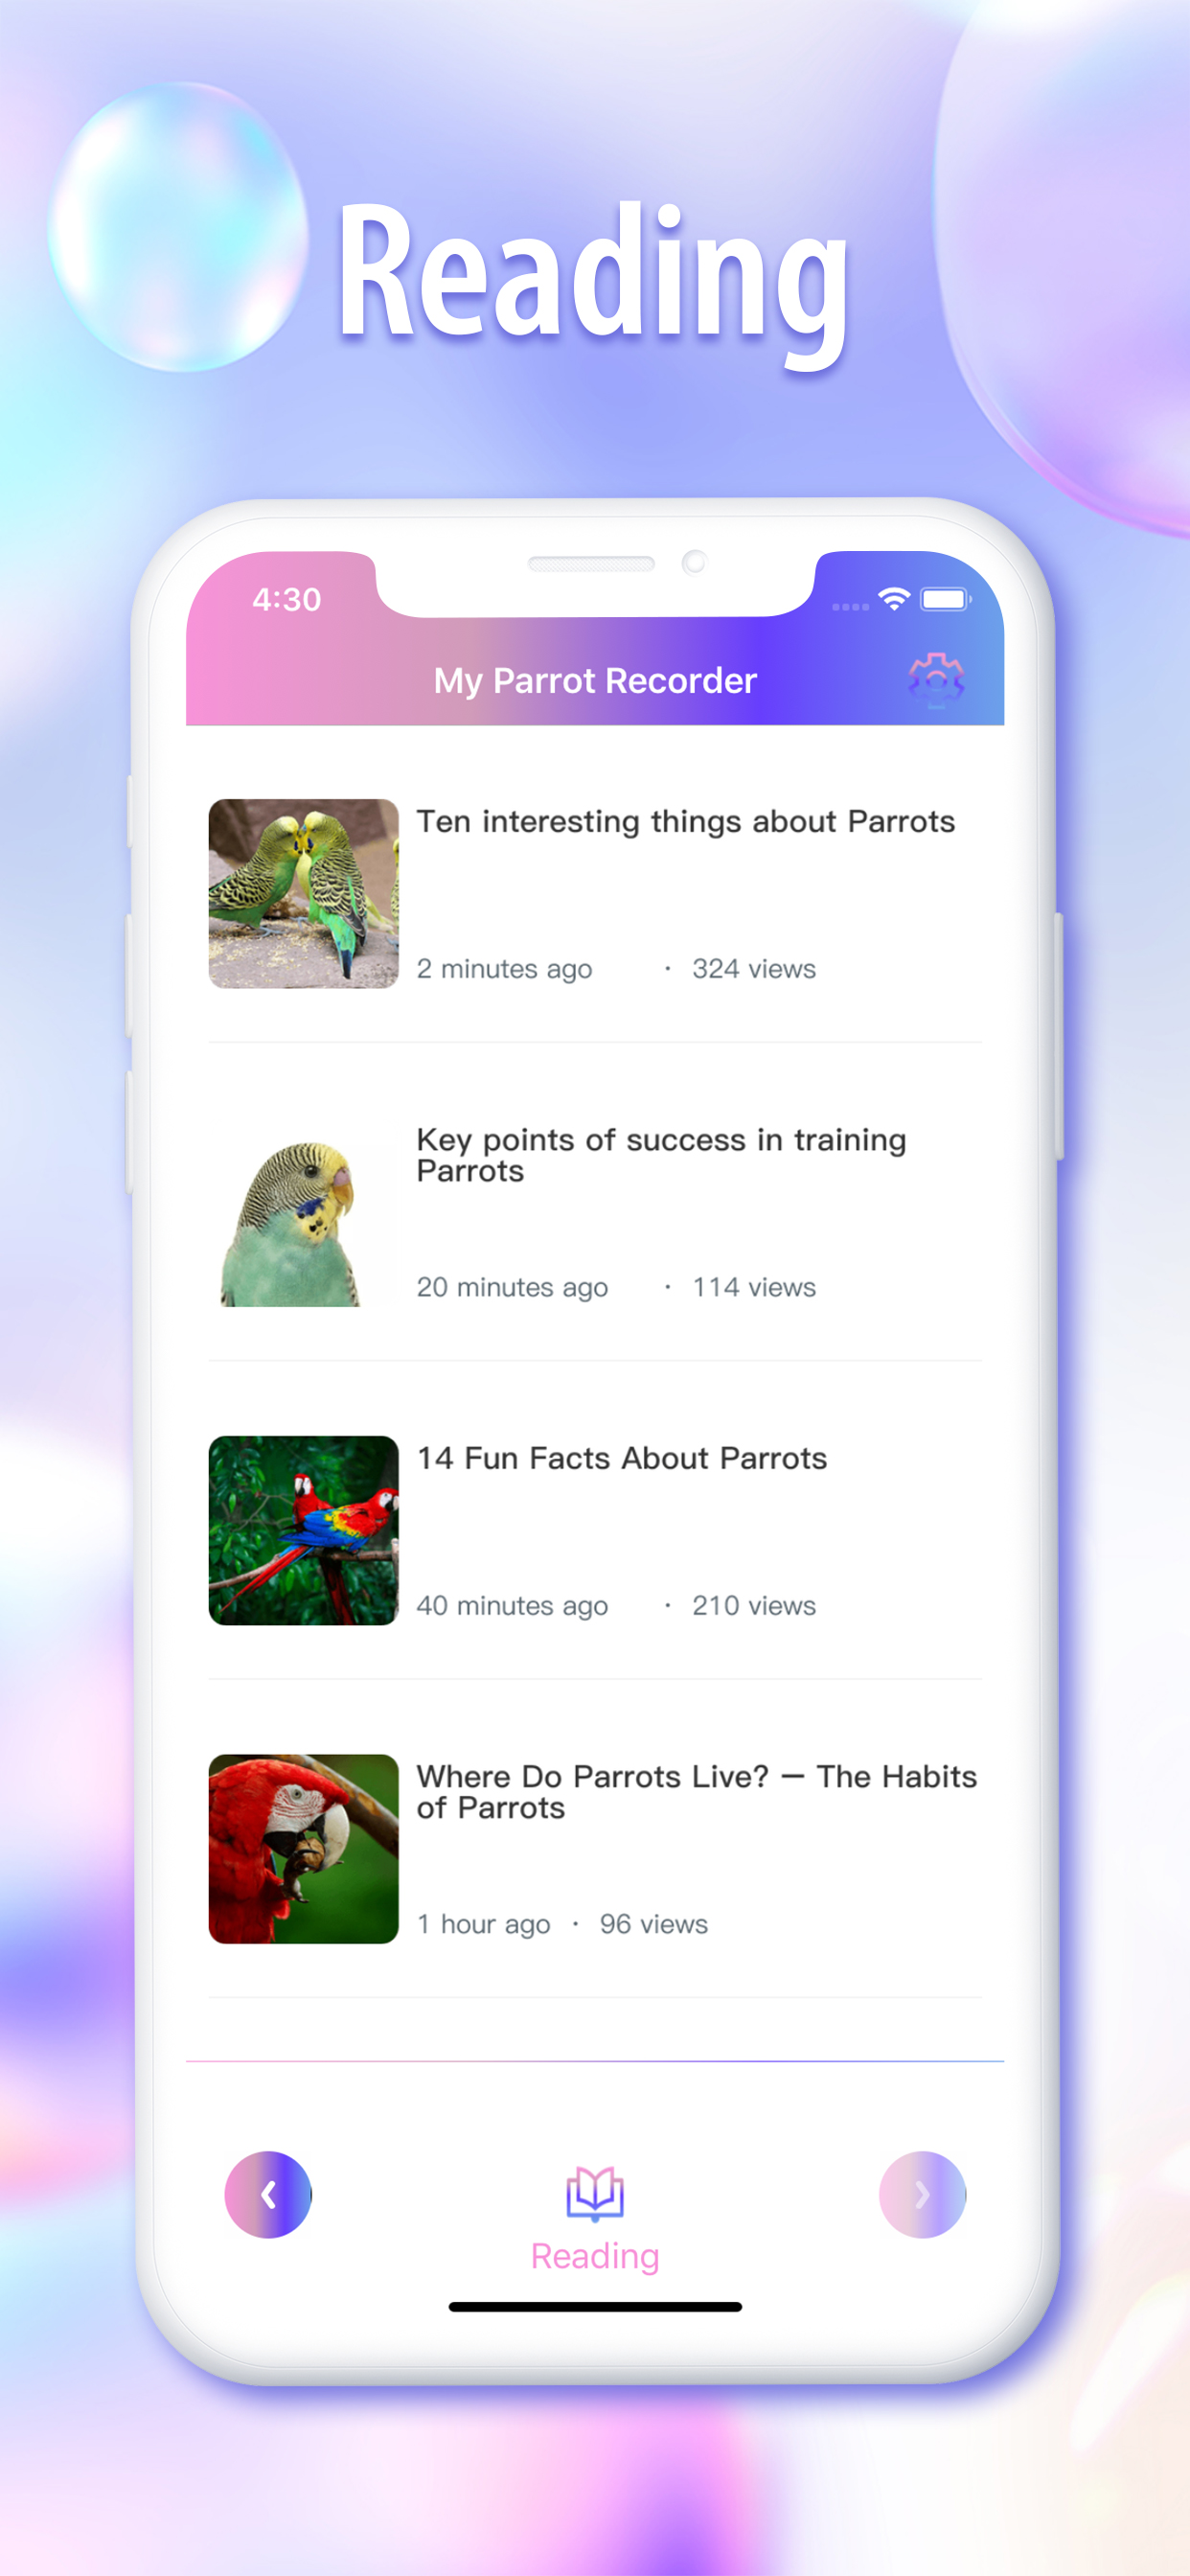 Reading
4:30
My Parrot Recorder
Ten interesting things about Parrots
2 minutes ago · 324 views
Key points of success in training
Parrots
20 minutes ago · 114 views
14 Fun Facts About Parrots
40 minutes ago · 210 views
Where Do Parrots Live? — The Habits
of Parrots
1 hour ago · 96 views
Reading